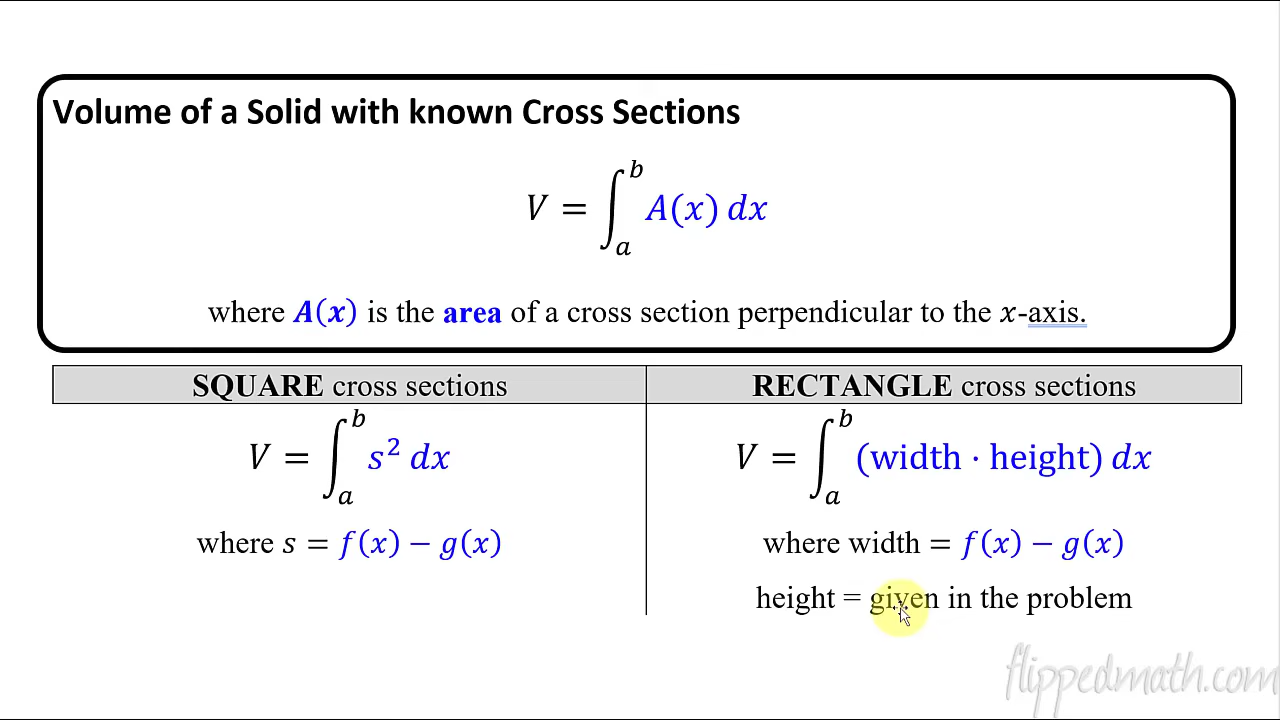 Volume of a Solid with known Cross Sections
V = ∫_a^b A(x) dx
where A(x) is the area of a cross section perpendicular to the x-axis.
SQUARE cross sections
V = ∫_a^b s² dx
where s = f(x) − g(x)
RECTANGLE cross sections
V = ∫_a^b (width · height) dx
where width = f(x) − g(x)
height = given in the problem
flippedmath.com